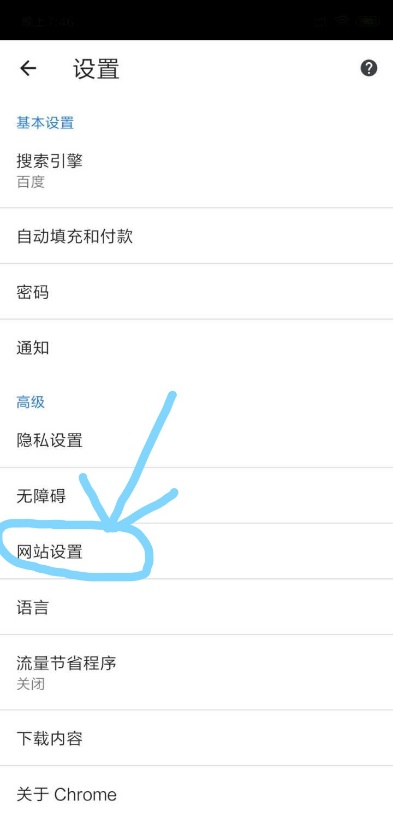 设置
基本设置
搜索引擎
百度
自动填充和付款
密码
通知
高级
隐私设置
无障碍
网站设置
语言
流量节省程序
关闭
下载内容
关于 Chrome